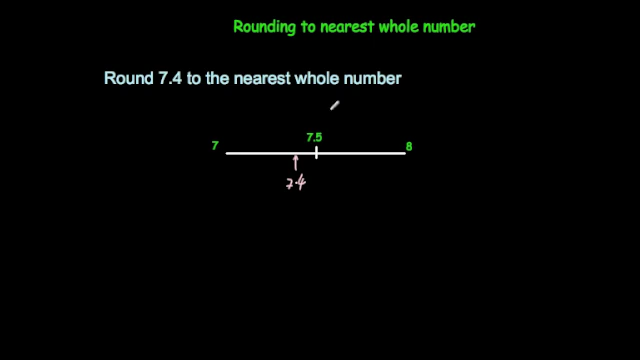 Rounding to nearest whole number
Round 7.4 to the nearest whole number
7.5
7 8
7.4